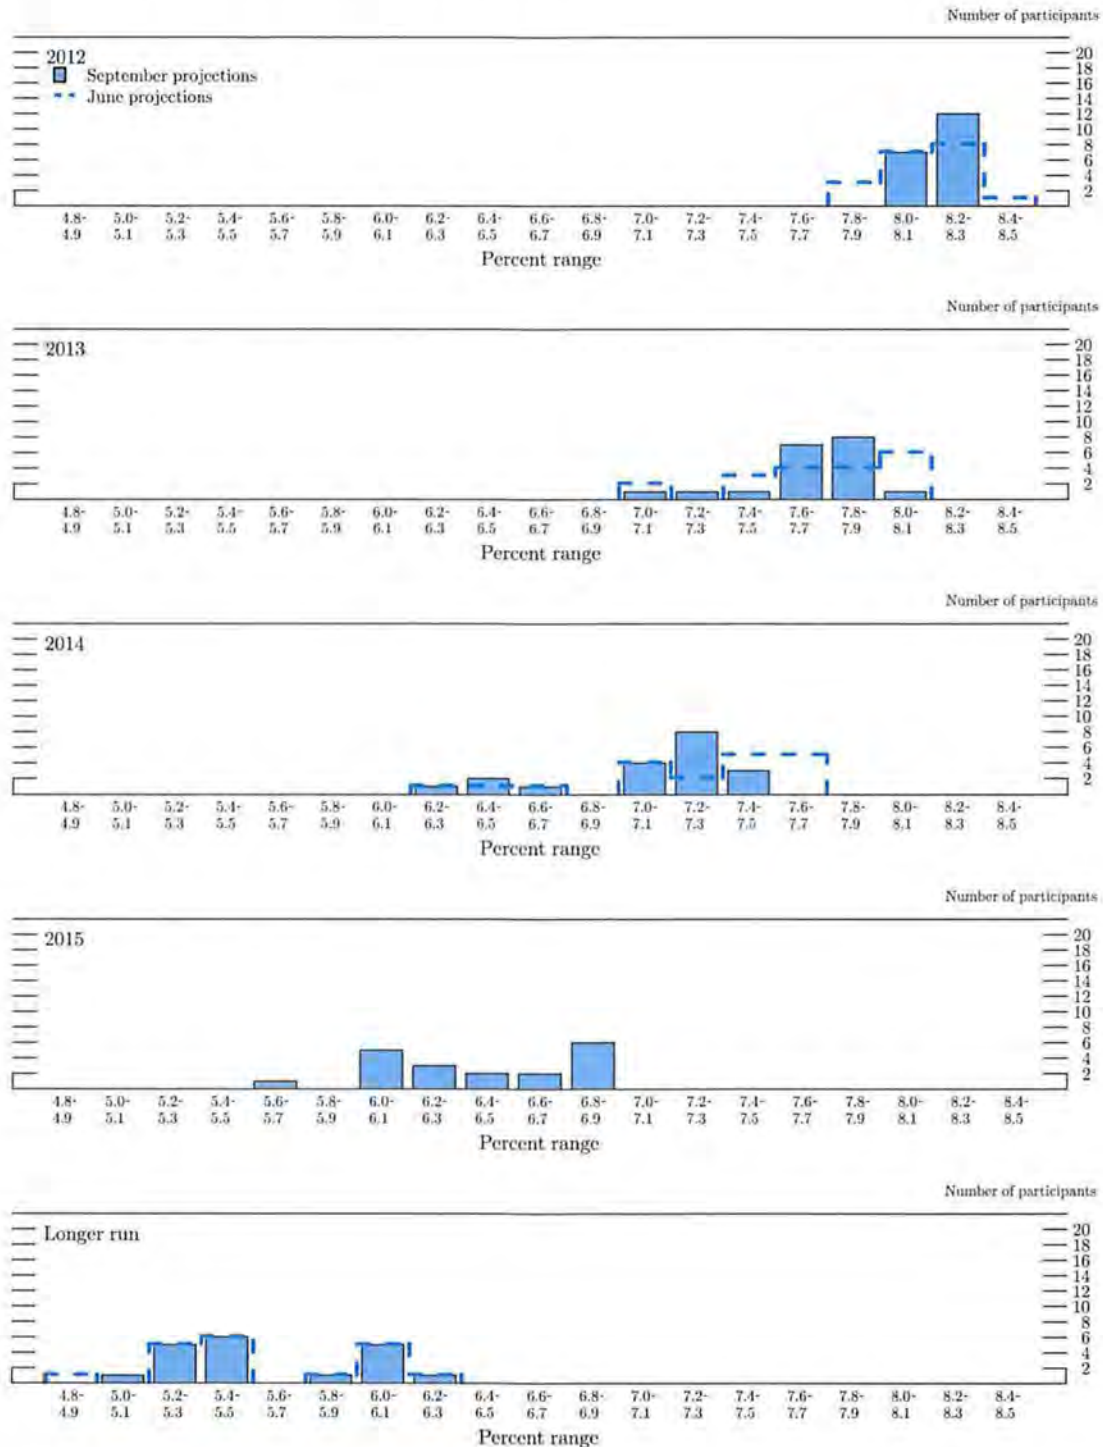 Number of participants
2012
September projections
June projections
20
18
16
14
12
10
8
6
4
2
4.8- 5.0- 5.2- 5.4- 5.6- 5.8- 6.0- 6.2- 6.4- 6.6- 6.8- 7.0- 7.2- 7.4- 7.6- 7.8- 8.0- 8.2- 8.4-
4.9 5.1 5.3 5.5 5.7 5.9 6.1 6.3 6.5 6.7 6.9 7.1 7.3 7.5 7.7 7.9 8.1 8.3 8.5
Percent range
Number of participants
2013
20
18
16
14
12
10
8
6
4
2
4.8- 5.0- 5.2- 5.4- 5.6- 5.8- 6.0- 6.2- 6.4- 6.6- 6.8- 7.0- 7.2- 7.4- 7.6- 7.8- 8.0- 8.2- 8.4-
4.9 5.1 5.3 5.5 5.7 5.9 6.1 6.3 6.5 6.7 6.9 7.1 7.3 7.5 7.7 7.9 8.1 8.3 8.5
Percent range
Number of participants
2014
20
18
16
14
12
10
8
6
4
2
4.8- 5.0- 5.2- 5.4- 5.6- 5.8- 6.0- 6.2- 6.4- 6.6- 6.8- 7.0- 7.2- 7.4- 7.6- 7.8- 8.0- 8.2- 8.4-
4.9 5.1 5.3 5.5 5.7 5.9 6.1 6.3 6.5 6.7 6.9 7.1 7.3 7.5 7.7 7.9 8.1 8.3 8.5
Percent range
Number of participants
2015
20
18
16
14
12
10
8
6
4
2
4.8- 5.0- 5.2- 5.4- 5.6- 5.8- 6.0- 6.2- 6.4- 6.6- 6.8- 7.0- 7.2- 7.4- 7.6- 7.8- 8.0- 8.2- 8.4-
4.9 5.1 5.3 5.5 5.7 5.9 6.1 6.3 6.5 6.7 6.9 7.1 7.3 7.5 7.7 7.9 8.1 8.3 8.5
Percent range
Number of participants
Longer run
20
18
16
14
12
10
8
6
4
2
4.8- 5.0- 5.2- 5.4- 5.6- 5.8- 6.0- 6.2- 6.4- 6.6- 6.8- 7.0- 7.2- 7.4- 7.6- 7.8- 8.0- 8.2- 8.4-
4.9 5.1 5.3 5.5 5.7 5.9 6.1 6.3 6.5 6.7 6.9 7.1 7.3 7.5 7.7 7.9 8.1 8.3 8.5
Percent range